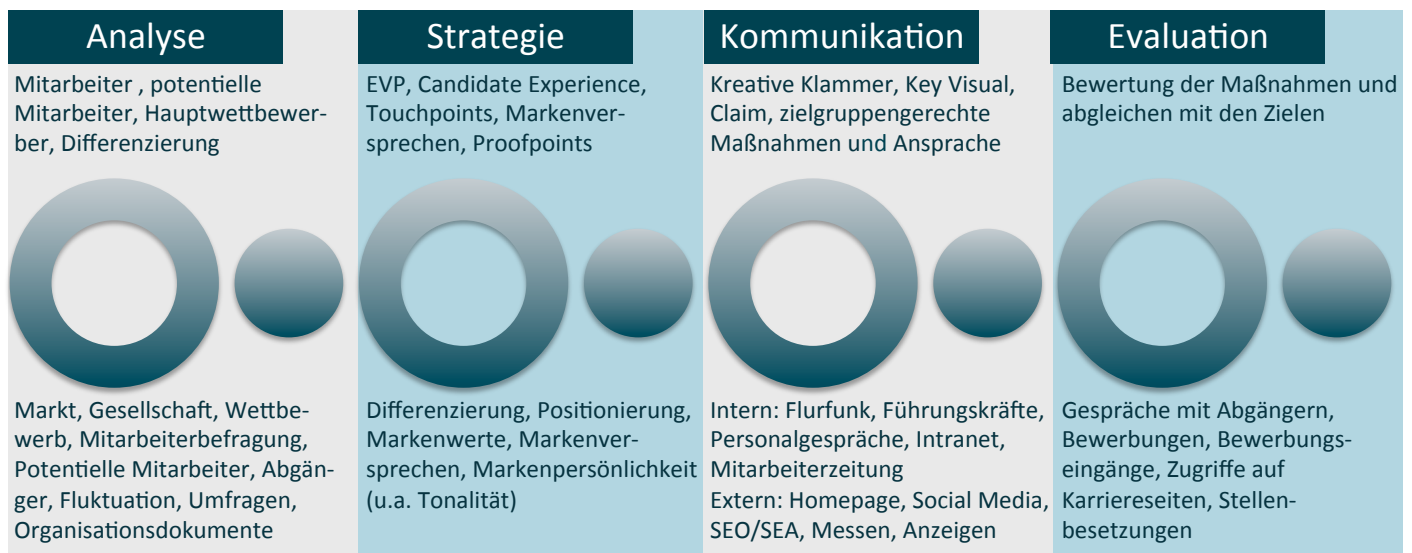 Analyse
Mitarbeiter , potentielle
Mitarbeiter, Hauptwettbewer-
ber, Differenzierung
Markt, Gesellschaft, Wettbe-
werb, Mitarbeiterbefragung,
Potentielle Mitarbeiter, Abgän-
ger, Fluktuation, Umfragen,
Organisationsdokumente
Strategie
EVP, Candidate Experience,
Touchpoints, Markenver-
sprechen, Proofpoints
Differenzierung, Positionierung,
Markenwerte, Markenver-
sprechen, Markenpersönlichkeit
(u.a. Tonalität)
Kommunikation
Kreative Klammer, Key Visual,
Claim, zielgruppengerechte
Maßnahmen und Ansprache
Intern: Flurfunk, Führungskräfte,
Personalgespräche, Intranet,
Mitarbeiterzeitung
Extern: Homepage, Social Media,
SEO/SEA, Messen, Anzeigen
Evaluation
Bewertung der Maßnahmen und
abgleichen mit den Zielen
Gespräche mit Abgängern,
Bewerbungen, Bewerbungs-
eingänge, Zugriffe auf
Karriereseiten, Stellen-
besetzungen